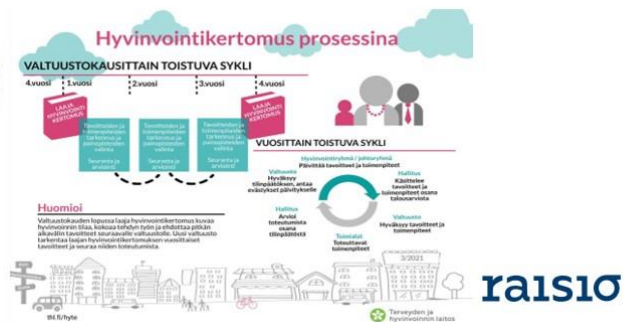 Hyvinvointikertomus prosessina
VALTUUSTOKAUSITTAIN TOISTUVA SYKLI
4.vuosi
1.vuosi
2.vuosi
3.vuosi
4.vuosi
LAAJA
HYVINVOINTI
KERTOMUS
Tavoitteiden ja
toimenpiteiden
tarkennus ja
painopisteiden
valinta
Seuranta ja
arviointi
Tavoitteiden ja
toimenpiteiden
tarkennus ja
painopisteiden
valinta
Seuranta ja
arviointi
Tavoitteiden ja
toimenpiteiden
tarkennus ja
painopisteiden
valinta
Seuranta ja
arviointi
LAAJA
HYVINVOINTI
KERTOMUS
VUOSITTAIN TOISTUVA SYKLI
Hyvinvointiryhmä / johtoryhmä
Päivittää tavoitteet ja toimenpiteet
Hallitus
Käsittelee
tavoitteet ja
toimenpiteet osana
talousarviota
Valtuusto
Hyväksyy tavoitteet ja
toimenpiteet
Toimialat
Toteuttavat
toimenpiteet
Hallitus
Arvioi
toteutumista
osana
tilinpäätöstä
Valtuusto
Hyväksyy
tilinpäätöksen, antaa
evästykset päivitykselle
Huomioi
Valtuustokauden lopussa laaja hyvinvointikertomus kuvaa
hyvinvoinnin tilaa, kokoaa tehdyn työn ja ehdottaa pitkän
aikavälin tavoitteet seuraavalle valtuustolle. Uusi valtuusto
tarkentaa laajan hyvinvointikertomuksen vuosittaiset
tavoitteet ja seuraa niiden toteutumista.
3/2021
thl.fi/hyte
Terveyden ja
hyvinvoinnin laitos
raisio